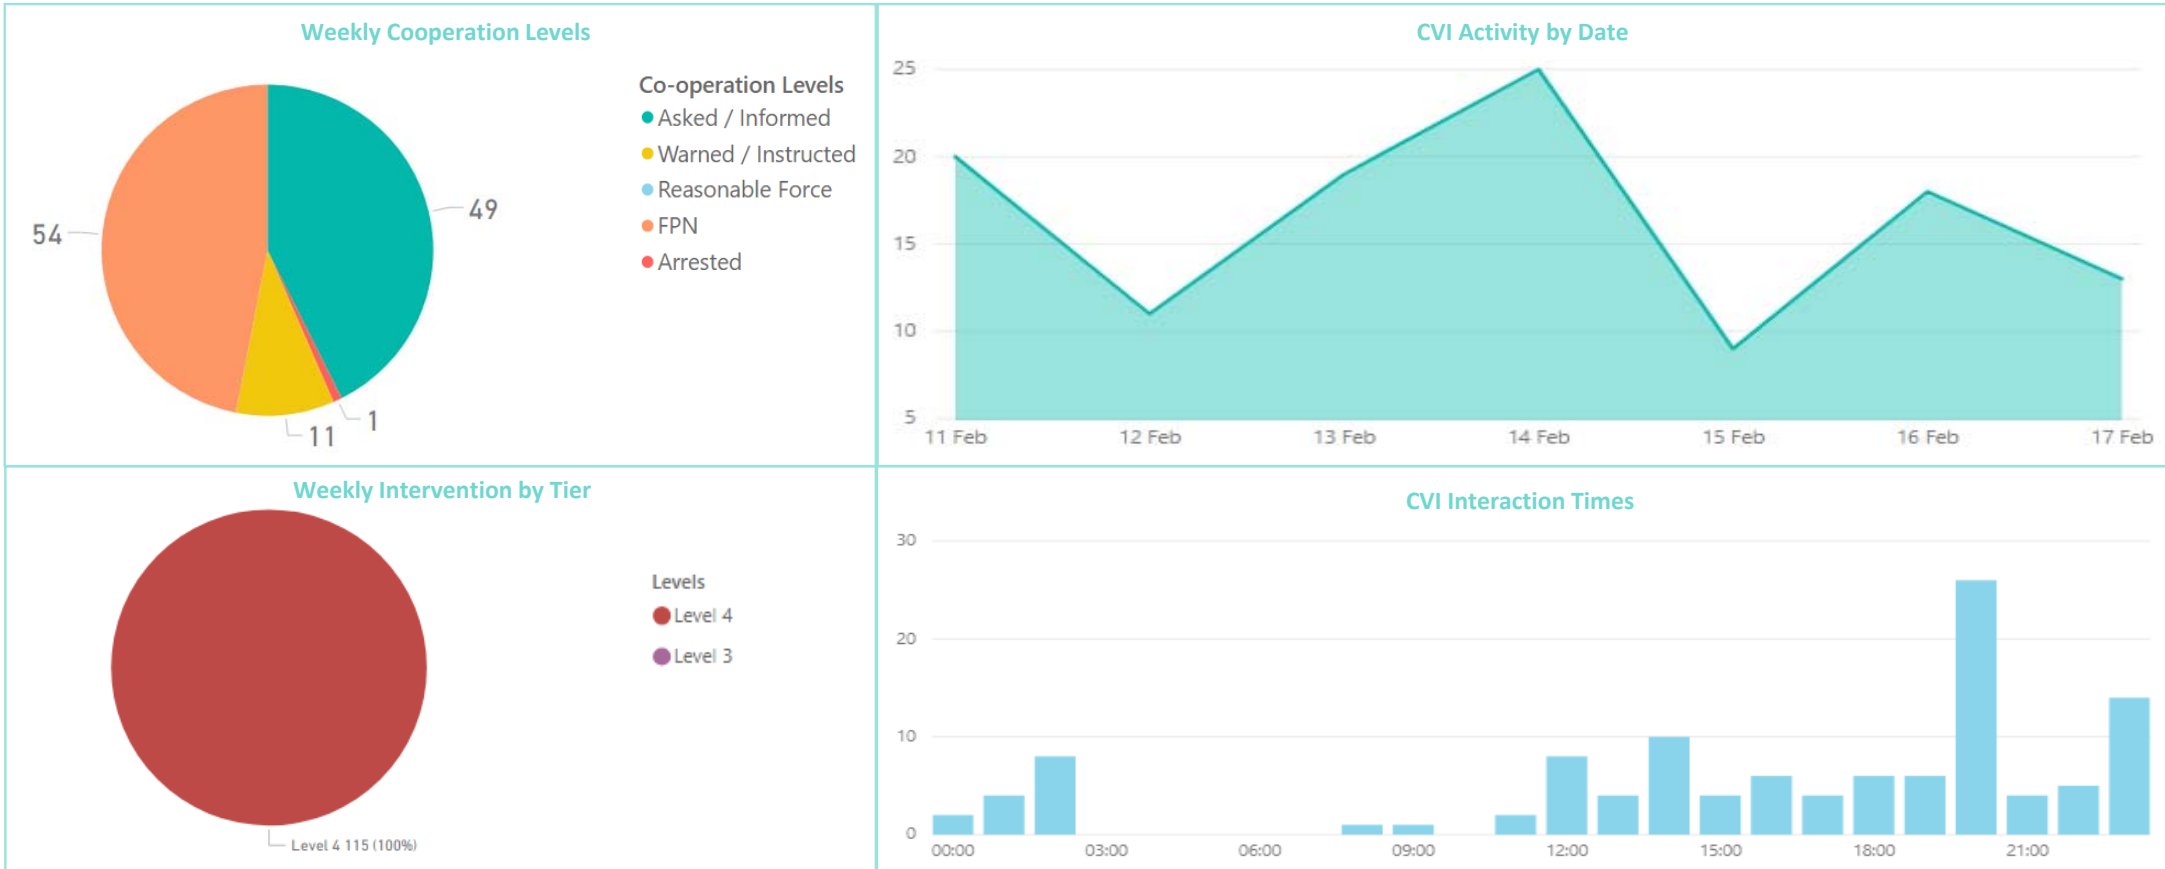 Weekly Cooperation Levels
Co-operation Levels
Asked / Informed
Warned / Instructed
Reasonable Force
FPN
Arrested
54
49
11
1
CVI Activity by Date
25
20
15
10
5
11 Feb 12 Feb 13 Feb 14 Feb 15 Feb 16 Feb 17 Feb
Weekly Intervention by Tier
Levels
Level 4
Level 3
Level 4 115 (100%)
CVI Interaction Times
30
20
10
0
00:00 03:00 06:00 09:00 12:00 15:00 18:00 21:00